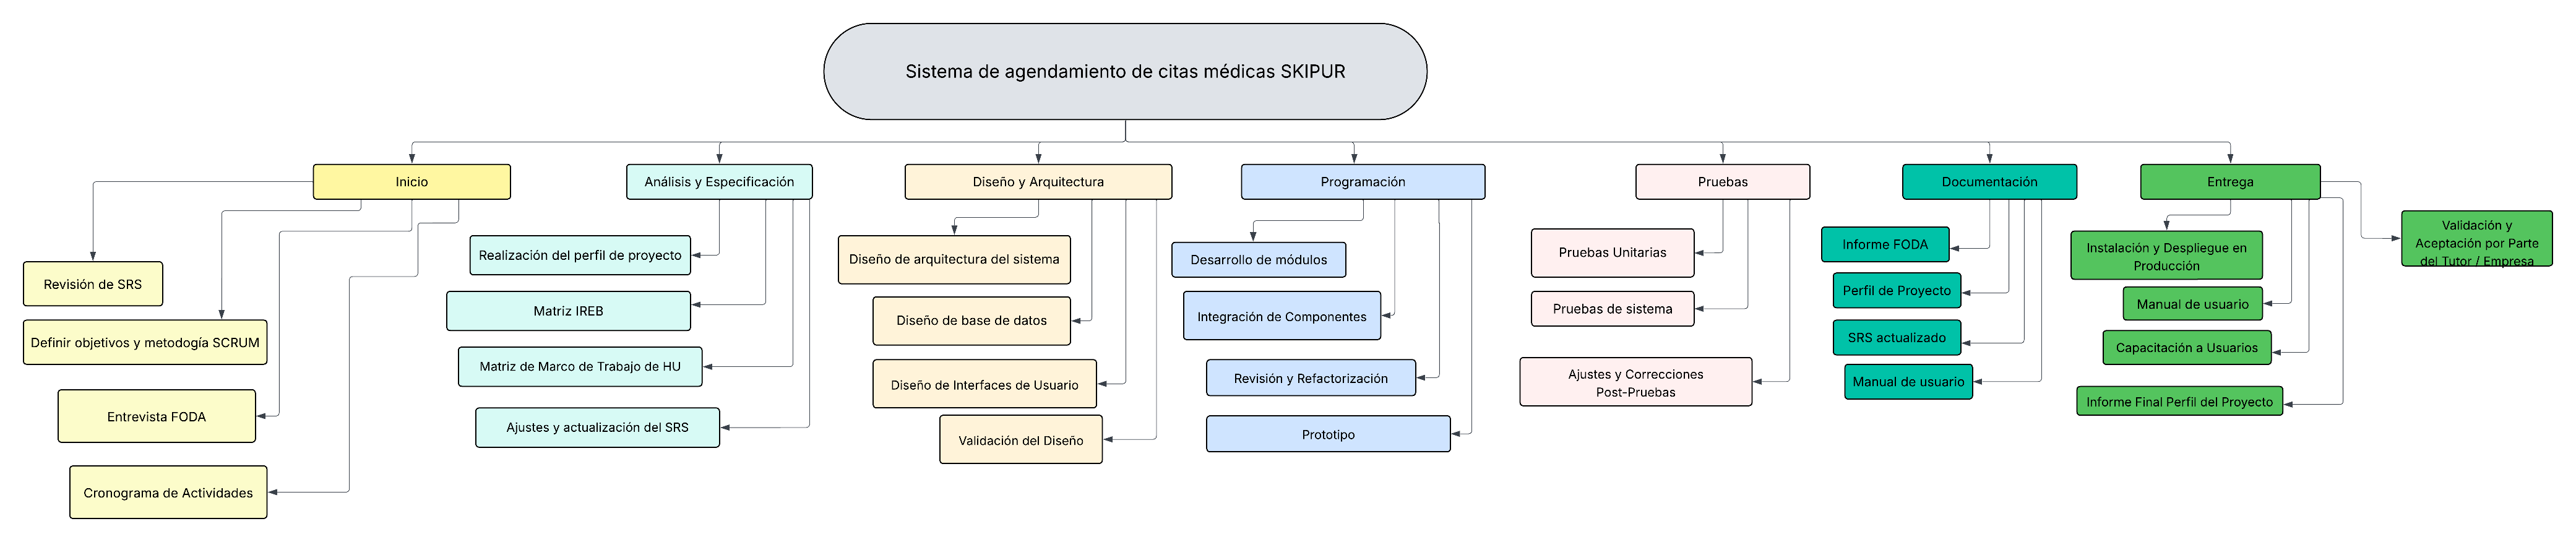 Sistema de agendamiento de citas médicas SKIPUR
Inicio
Revisión de SRS
Definir objetivos y metodogía SCRUM
Entrevista FODA
Cronograma de Actividades
Análisis y Especificación
Realización del perfil de proyecto
Matriz IREB
Matriz de Marco de Trabajo de HU
Ajustes y actualización del SRS
Diseño y Arquitectura
Diseño de arquitectura del sistema
Diseño de base de datos
Diseño de Interfaces de Usuario
Validación del Diseño
Programación
Desarrollo de módulos
Integración de Componentes
Revisión y Refactorización
Prototipo
Pruebas
Pruebas Unitarias
Pruebas de sistema
Ajustes y Correcciones
Post-Pruebas
Documentación
Informe FODA
Perfil de Proyecto
SRS actualizado
Manual de usuario
Entrega
Instalación y Despliegue en
Producción
Manual de usuario
Capacitación a Usuarios
Informe Final Perfil del Proyecto
Validación y
Aceptación por Parte
del Tutor / Empresa